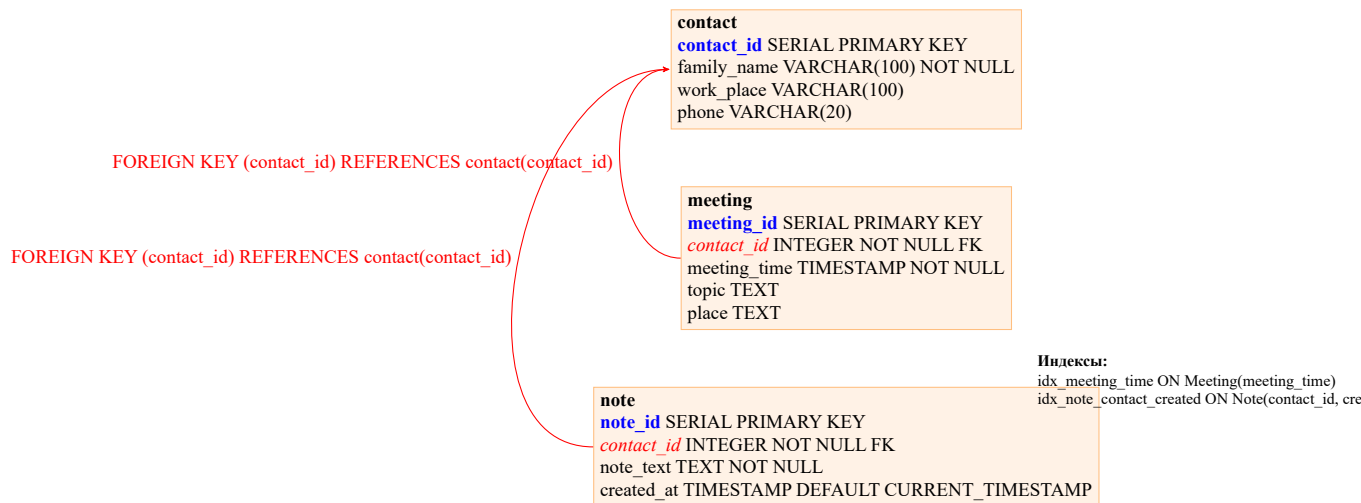 contact
contact_id SERIAL PRIMARY KEY
family_name VARCHAR(100) NOT NULL
work_place VARCHAR(100)
phone VARCHAR(20)
FOREIGN KEY (contact_id) REFERENCES contact(contact_id)
meeting
meeting_id SERIAL PRIMARY KEY
contact_id INTEGER NOT NULL FK
meeting_time TIMESTAMP NOT NULL
topic TEXT
place TEXT
FOREIGN KEY (contact_id) REFERENCES contact(contact_id)
Индексы:
idx_meeting_time ON Meeting(meeting_time)
idx_note_contact_created ON Note(contact_id, cre
note
note_id SERIAL PRIMARY KEY
contact_id INTEGER NOT NULL FK
note_text TEXT NOT NULL
created_at TIMESTAMP DEFAULT CURRENT_TIMESTAMP